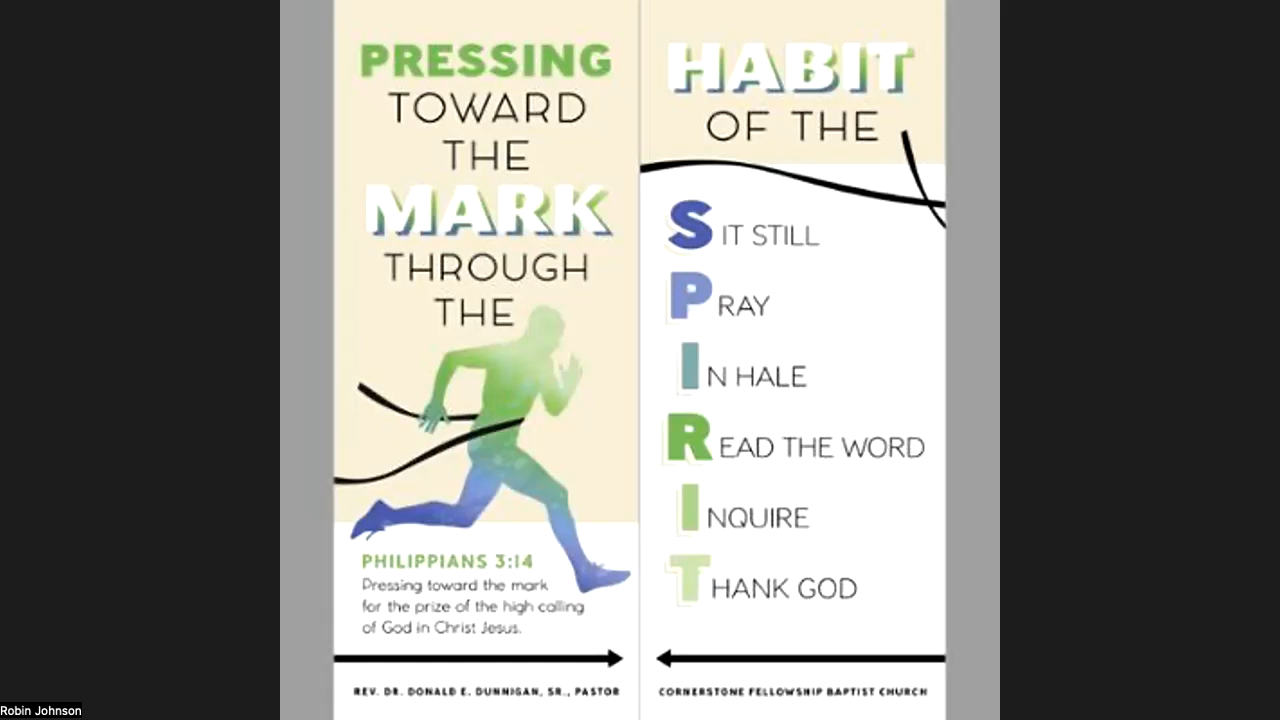 PRESSING
TOWARD
THE
MARK
THROUGH
THE
PHILIPPIANS 3:14
Pressing toward the mark
for the prize of the high calling
of God in Christ Jesus.
REV. DR. DONALD E. DUNNIGAN, SR., PASTOR
HABIT
OF THE
SIT STILL
PRAY
IN HALE
READ THE WORD
INQUIRE
THANK GOD
CORNERSTONE FELLOWSHIP BAPTIST CHURCH
Robin Johnson